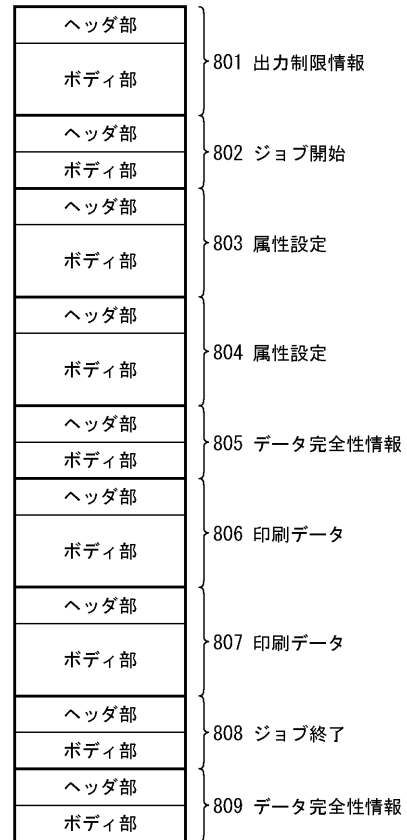 ヘッダ部
ボディ部
801 出力制限情報
ヘッダ部
ボディ部
802 ジョブ開始
ヘッダ部
ボディ部
803 属性設定
ヘッダ部
ボディ部
804 属性設定
ヘッダ部
ボディ部
805 データ完全性情報
ヘッダ部
ボディ部
806 印刷データ
ヘッダ部
ボディ部
807 印刷データ
ヘッダ部
ボディ部
808 ジョブ終了
ヘッダ部
ボディ部
809 データ完全性情報